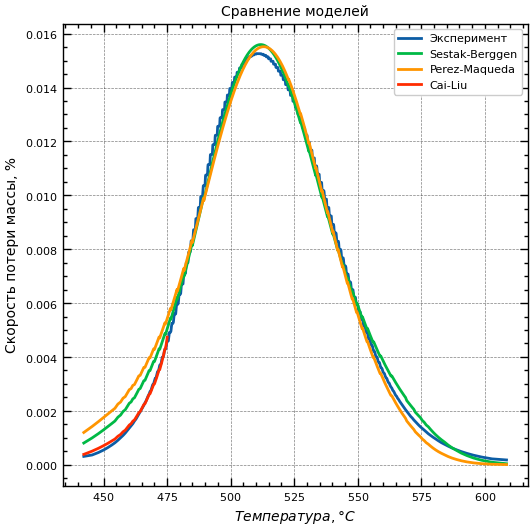 Сравнение моделей
Эксперимент
Sestak-Berggen
Perez-Maqueda
Cai-Liu
Скорость потери массы, %
0.016
0.014
0.012
0.010
0.008
0.006
0.004
0.002
0.000
450 475 500 525 550 575 600
Температура, °C